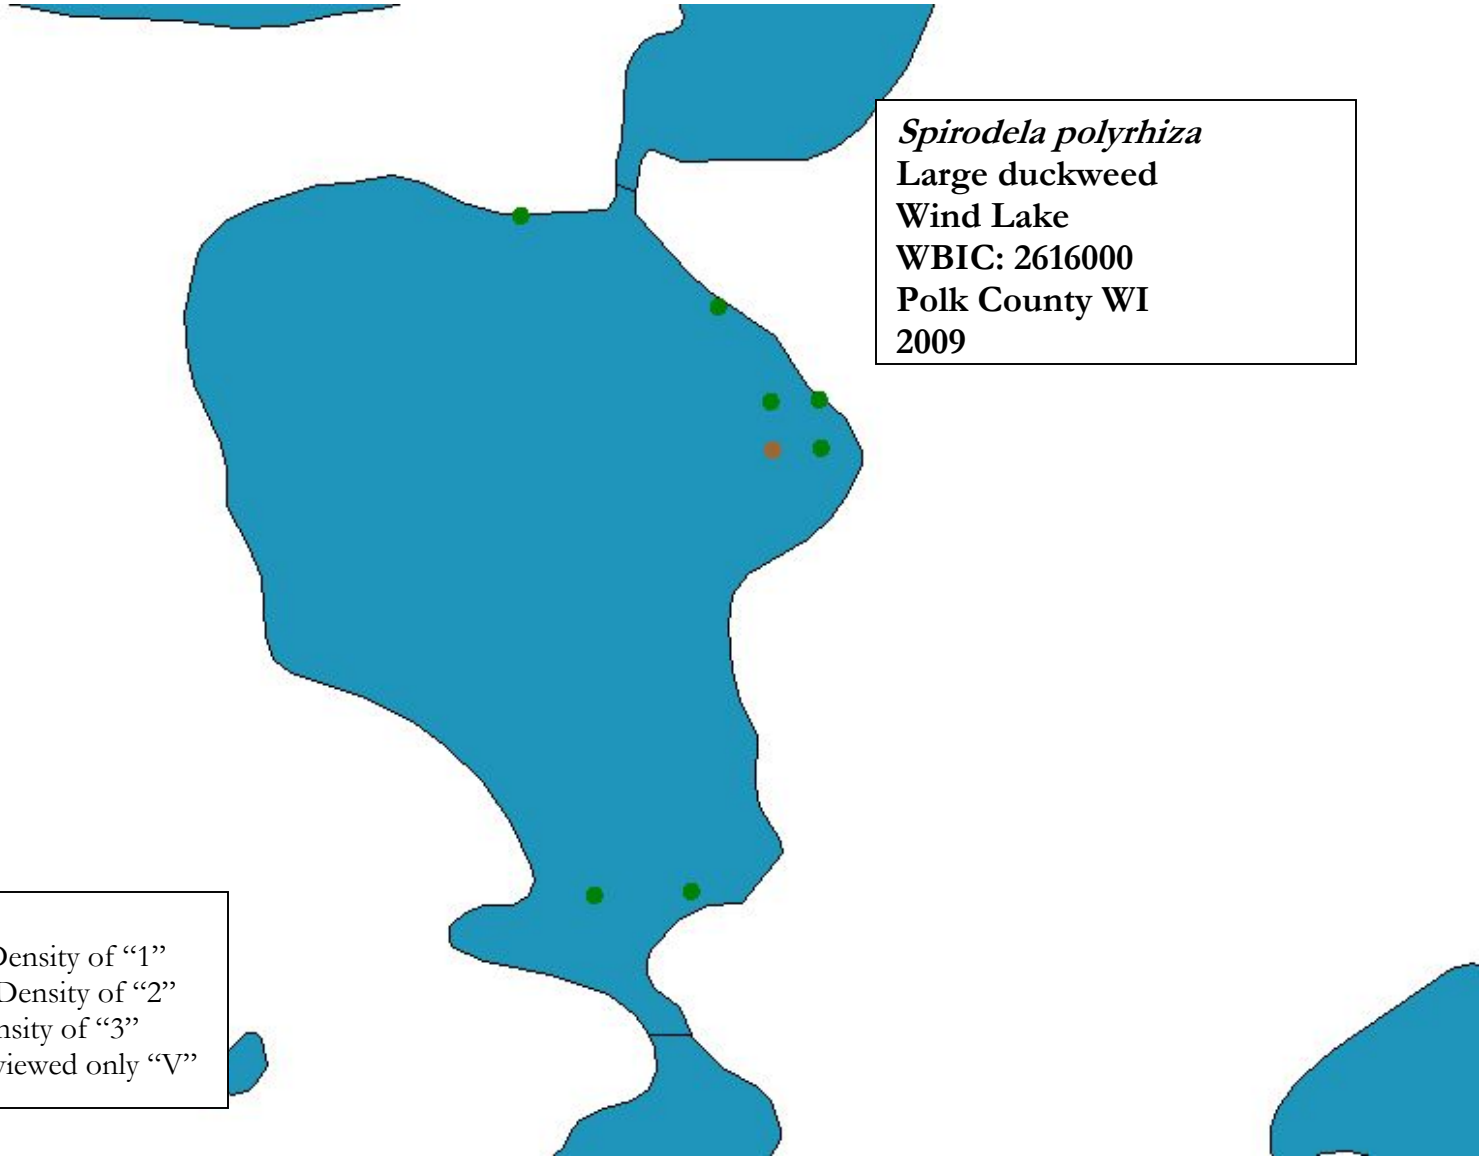 Spirodela polyrhiza
Large duckweed
Wind Lake
WBIC: 2616000
Polk County WI
2009
Density of “1”
Density of “2”
nsity of “3”
viewed only “V”